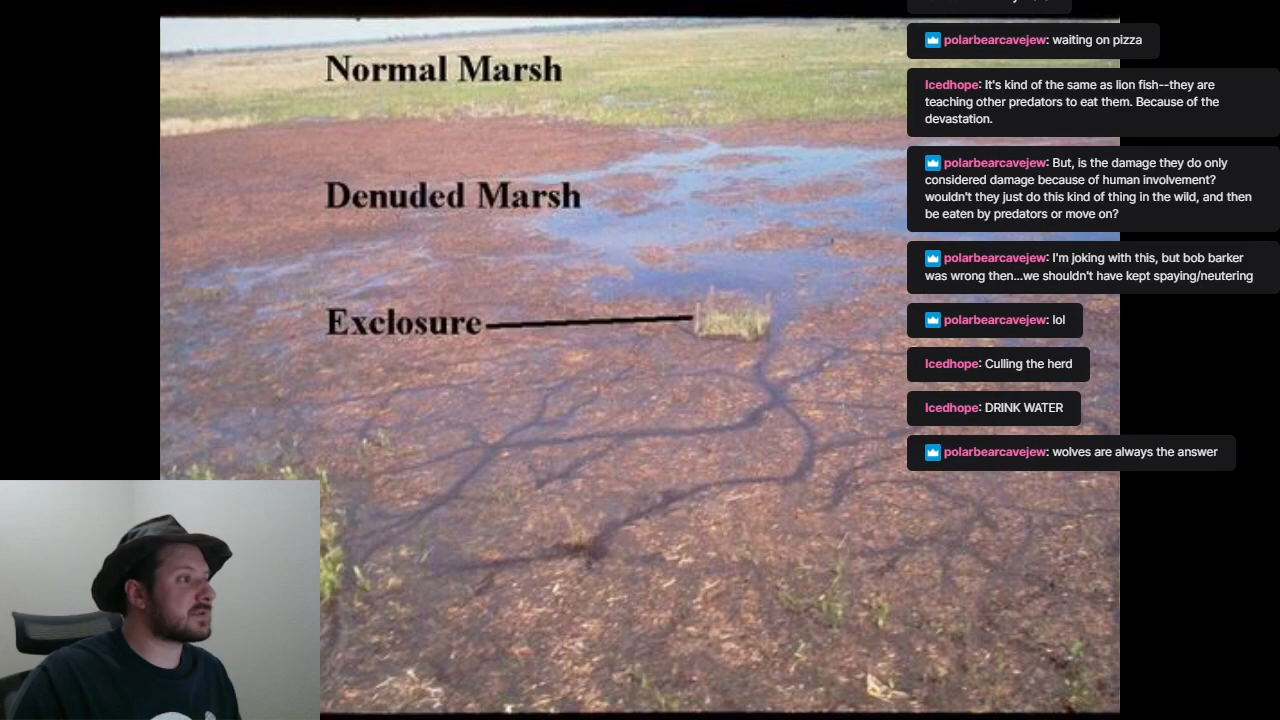 Normal Marsh
Denuded Marsh
Exclosure
polarbearcavejew: waiting on pizza
Icedhope: It's kind of the same as lion fish--they are
teaching other predators to eat them. Because of the
devastation.
polarbearcavejew: But, is the damage they do only
considered damage because of human involvement?
wouldn't they just do this kind of thing in the wild, and then
be eaten by predators or move on?
polarbearcavejew: I'm joking with this, but bob barker
was wrong then...we shouldn't have kept spaying/neutering
polarbearcavejew: lol
Icedhope: Culling the herd
Icedhope: DRINK WATER
polarbearcavejew: wolves are always the answer